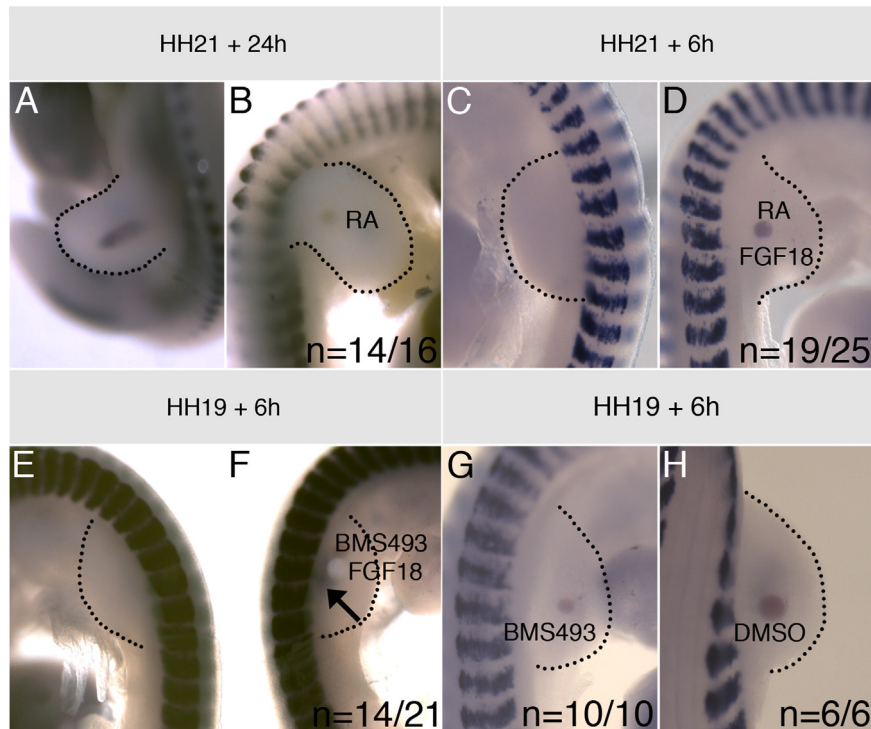 HH21 + 24h
HH21 + 6h
A
B
RA
n=14/16
C
D
RA
FGF18
n=19/25
HH19 + 6h
HH19 + 6h
E
F
BMS493
FGF18
n=14/21
G
BMS493
n=10/10
H
DMSO
n=6/6